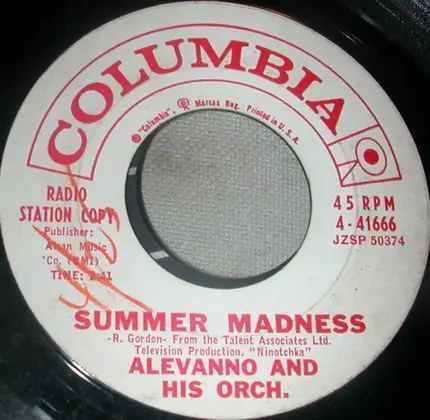 COLUMBIA
"Columbia", Marcas Reg. Printed in U.S.A.
RADIO
STATION COPY
Publisher:
Music
Co. (BMI)
TIME: 2:41
45 RPM
4-41666
JZSP 50374
SUMMER MADNESS
-R. Gordon- From the Talent Associates Ltd.
Television Production, "Ninotchka"
ALEVANNO AND
HIS ORCH.